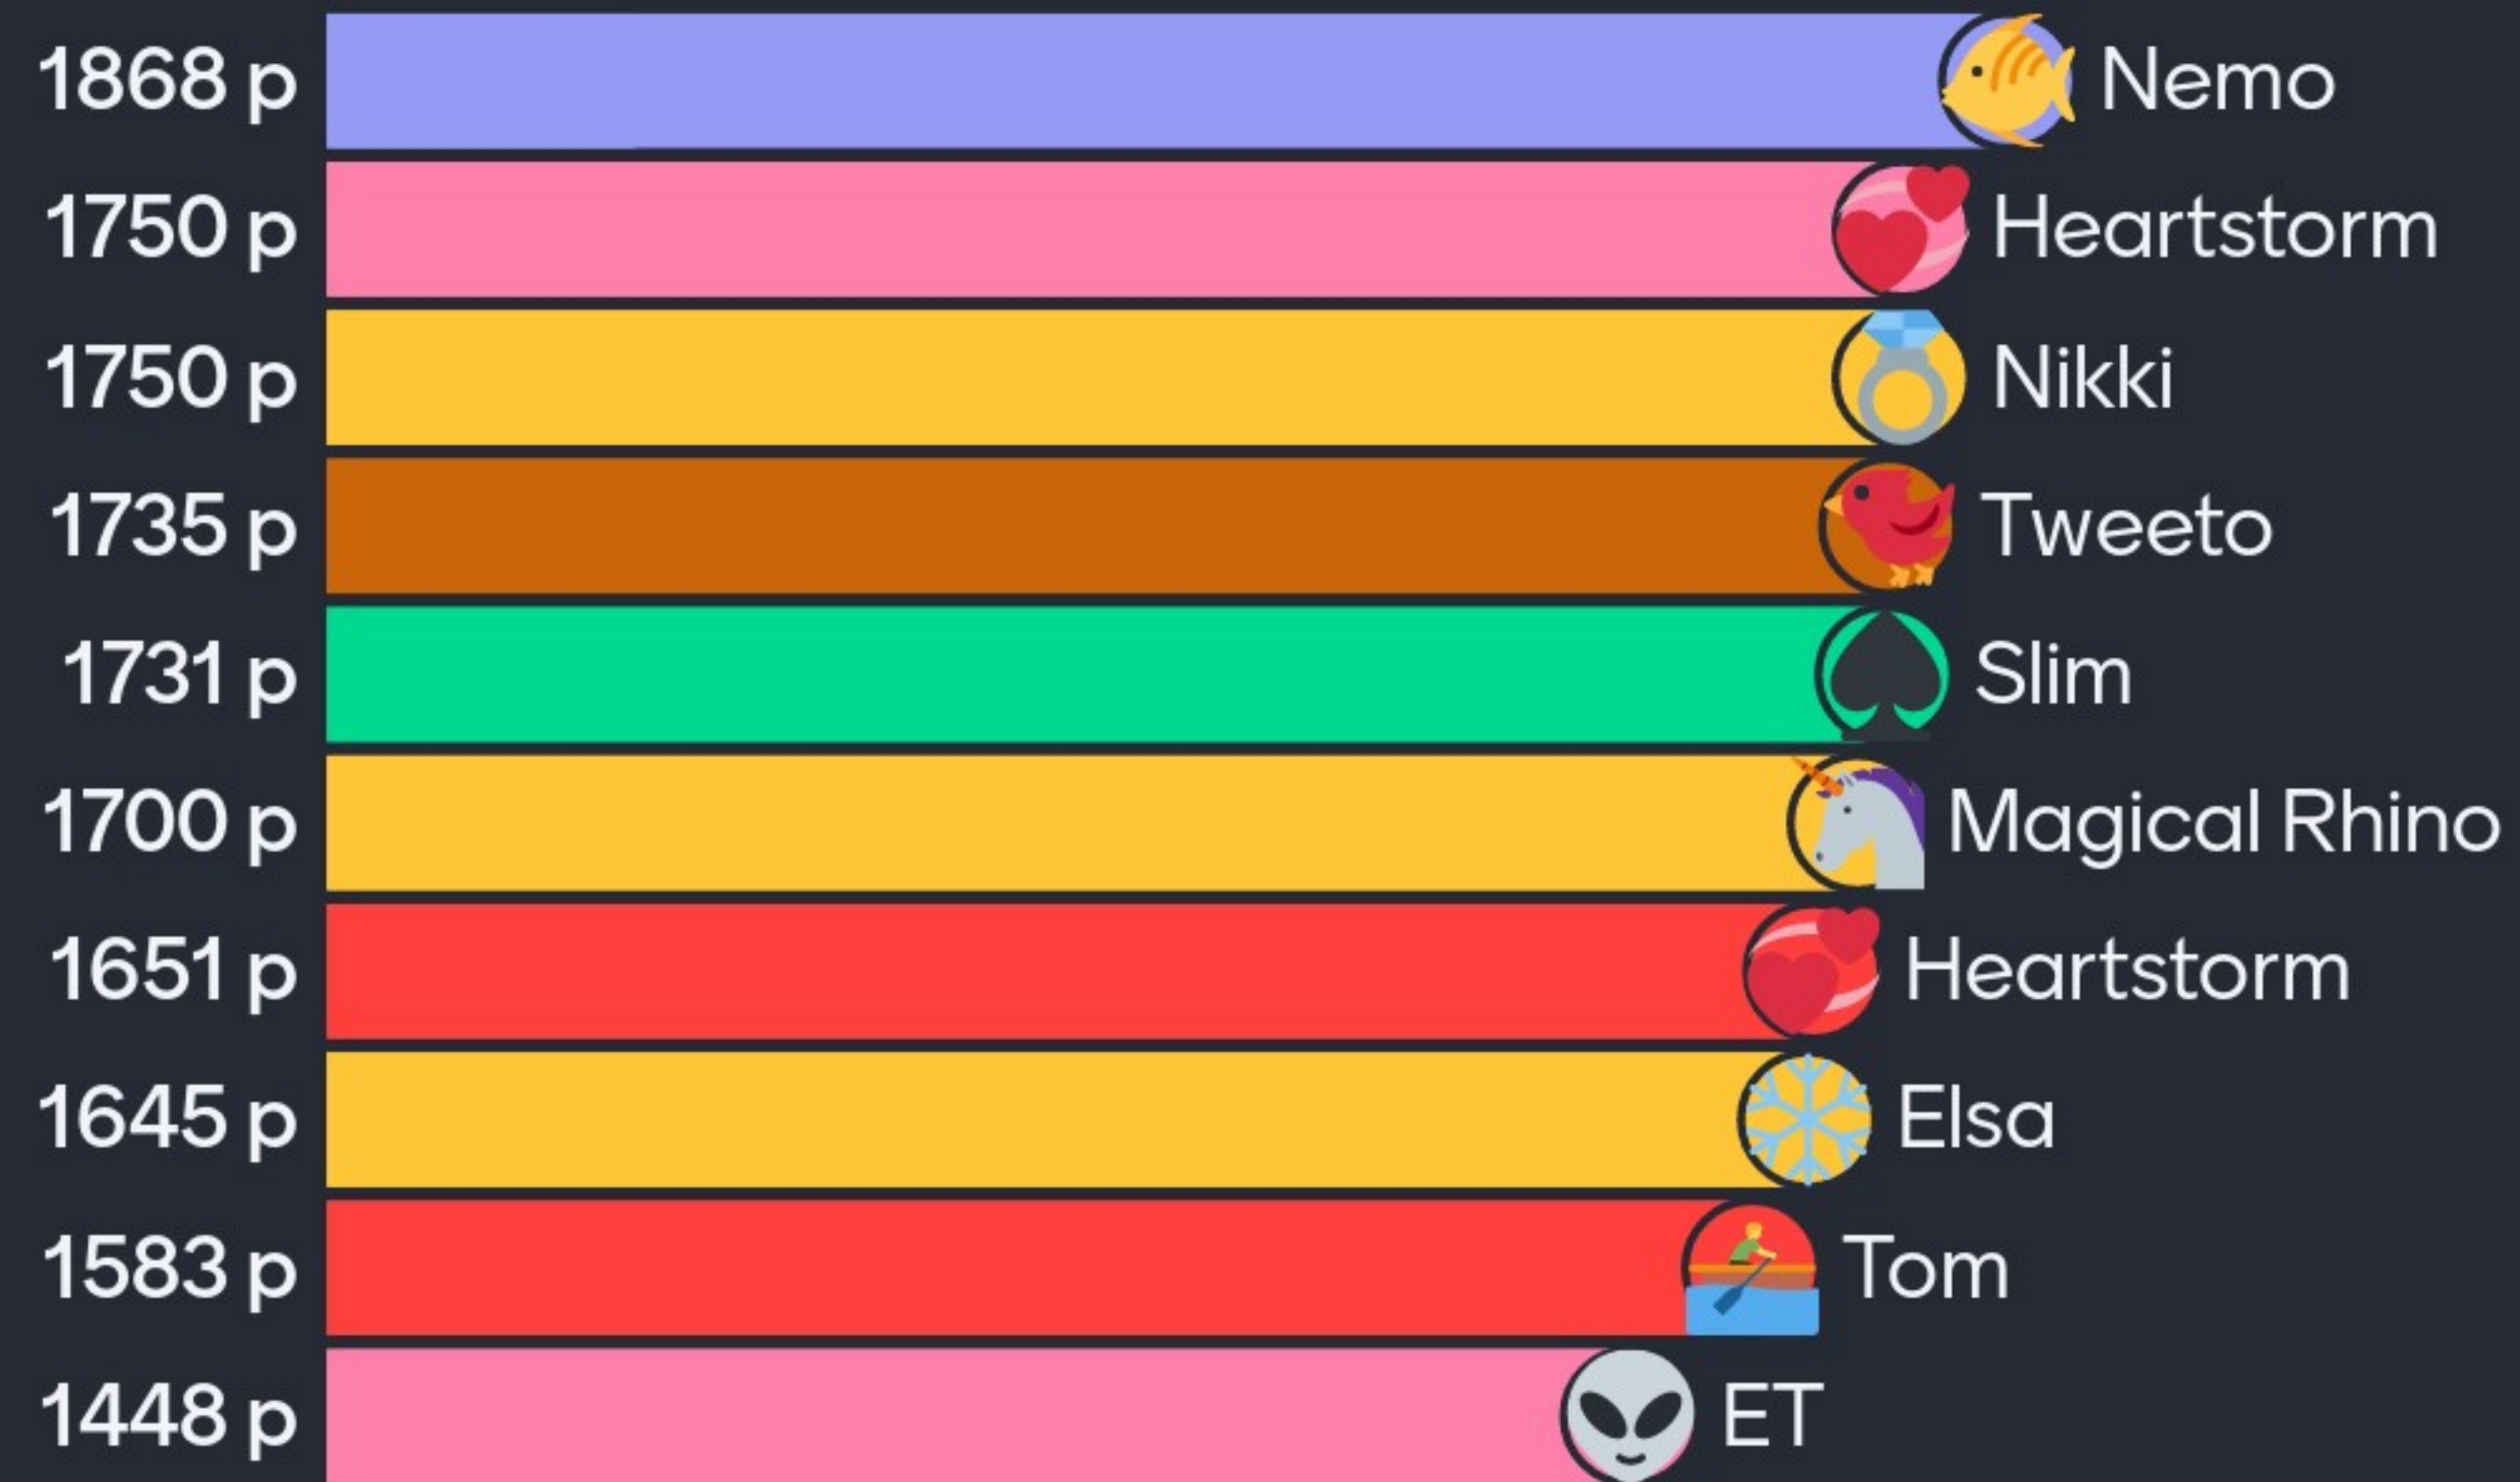 1868 p Nemo
1750 p Heartstorm
1750 p Nikki
1735 p Tweeto
1731 p Slim
1700 p Magical Rhino
1651 p Heartstorm
1645 p Elsa
1583 p Tom
1448 p ET